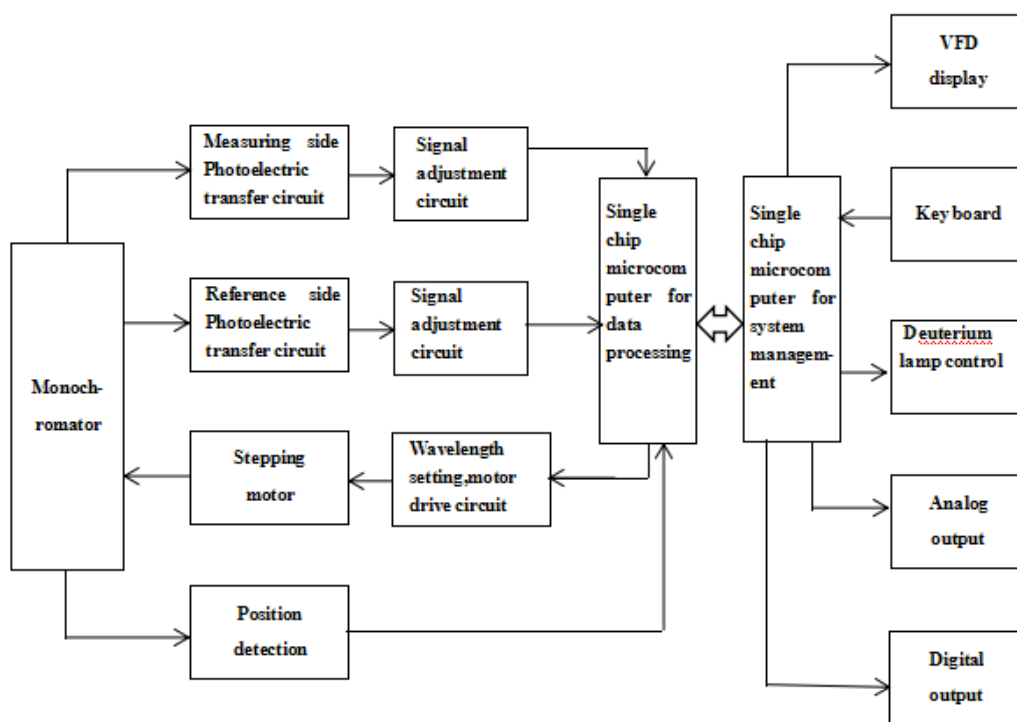 VFD
display
Measuring side
Photoelectric
transfer circuit
Signal
adjustment
circuit
Single
chip
microcom
puter for
data
processing
Single
chip
microcom
puter for
system
managem-
ent
Keyboard
Reference side
Photoelectric
transfer circuit
Signal
adjustment
circuit
Deuterium
lamp control
Monoch-
romator
Stepping
motor
Wavelength
setting,motor
drive circuit
Analog
output
Position
detection
Digital
output